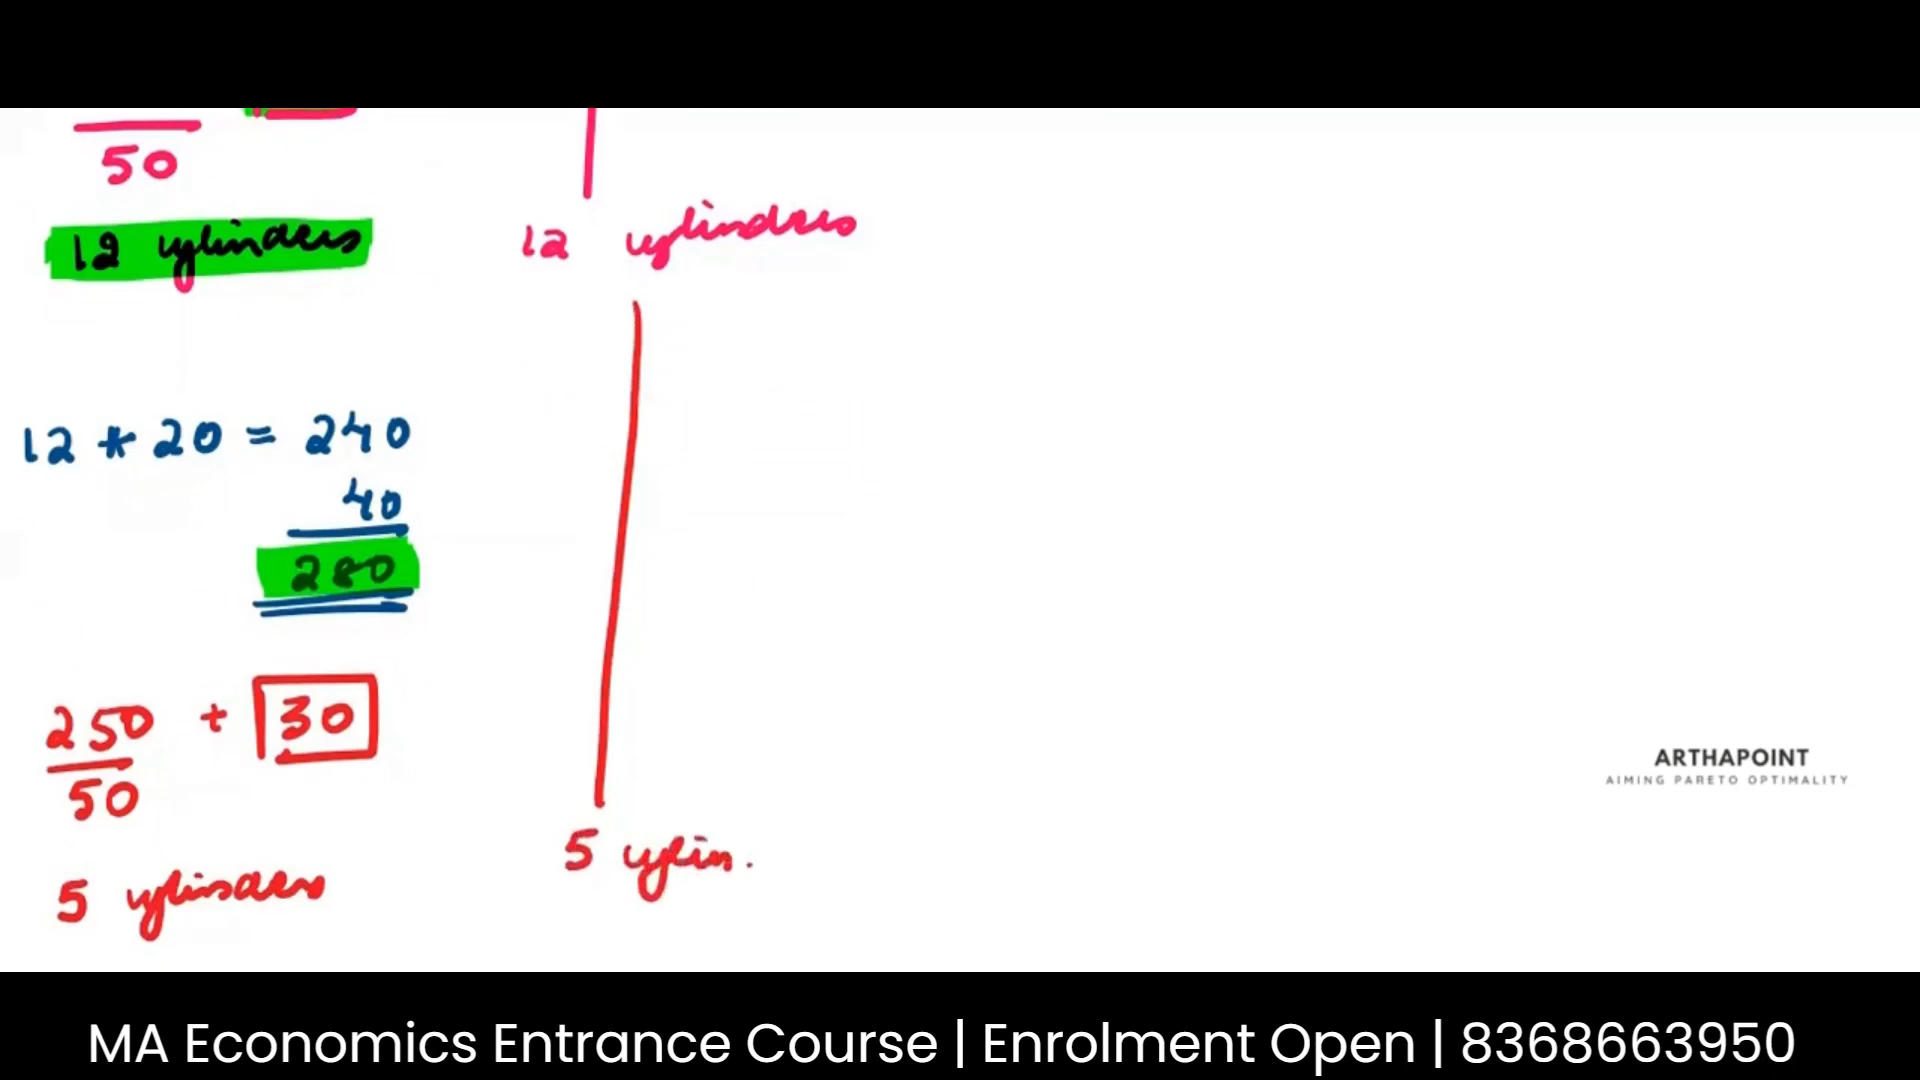 50
12 cylinders
12 cylinders
12 * 20 = 240
40
280
250 + 30
50
5 cylinders
5 cylin.
ARTHAPOINT
AIMING PARETO OPTIMALITY
MA Economics Entrance Course | Enrolment Open | 8368663950